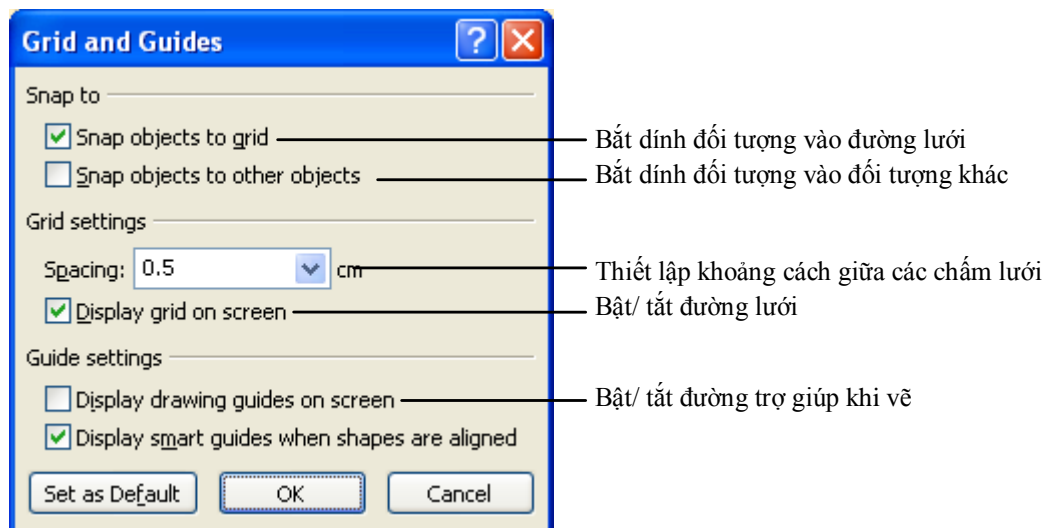 Grid and Guides
Snap to
Snap objects to grid
Bắt dính đối tượng vào đường lưới
Snap objects to other objects
Bắt dính đối tượng vào đối tượng khác
Grid settings
Spacing: 0.5 cm
Thiết lập khoảng cách giữa các chấm lưới
Display grid on screen
Bật/ tắt đường lưới
Guide settings
Display drawing guides on screen
Bật/ tắt đường trợ giúp khi vẽ
Display smart guides when shapes are aligned
Set as Default OK Cancel